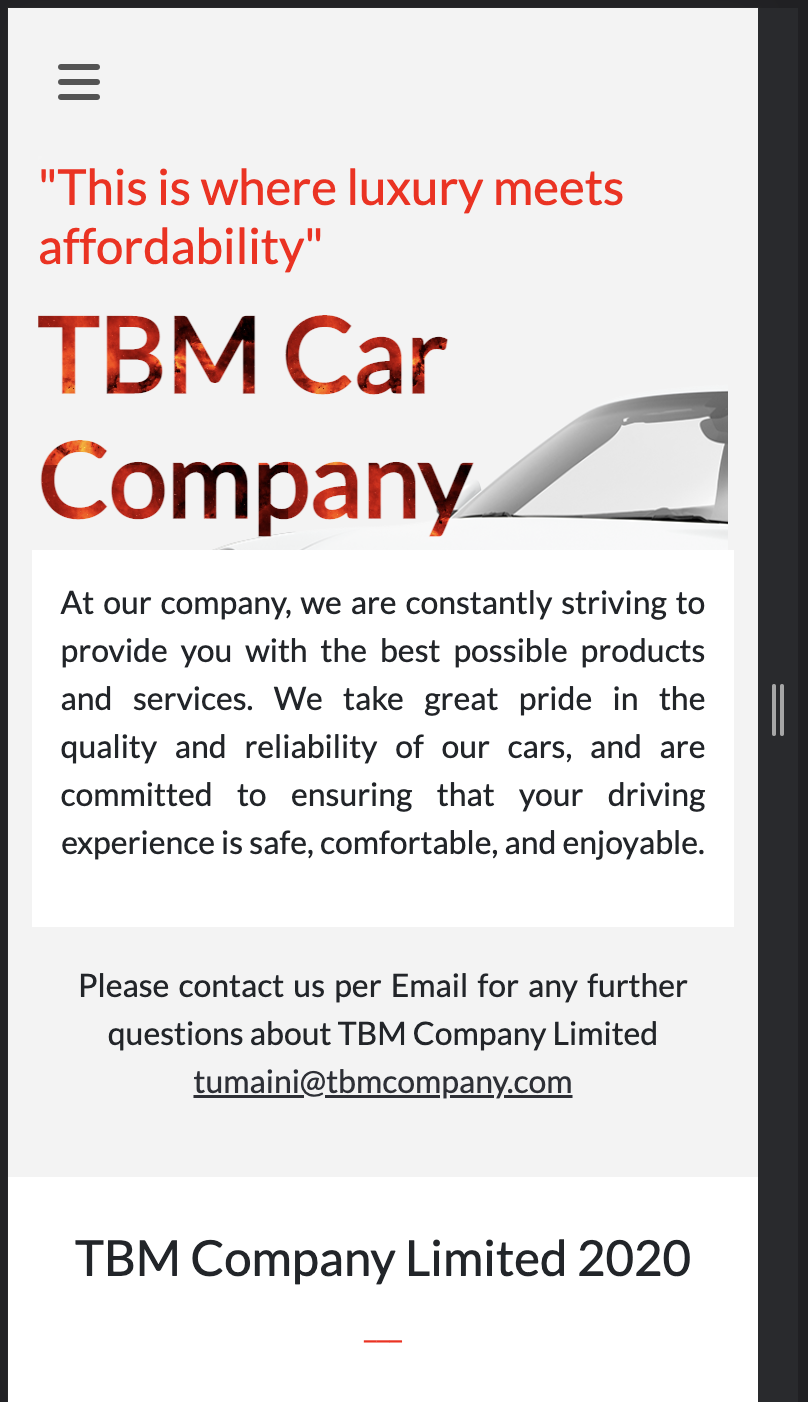 "This is where luxury meets
affordability"
TBM Car
Company
At our company, we are constantly striving to
provide you with the best possible products
and services. We take great pride in the
quality and reliability of our cars, and are
committed to ensuring that your driving
experience is safe, comfortable, and enjoyable.
Please contact us per Email for any further
questions about TBM Company Limited
tumaini@tbmcompany.com
TBM Company Limited 2020